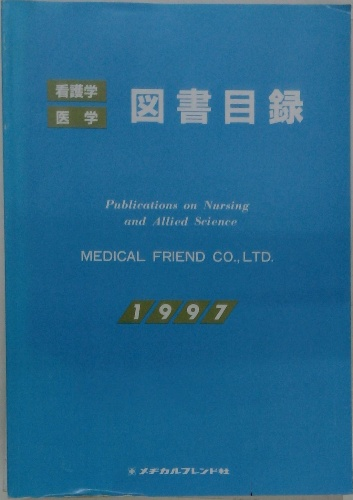 看護学
医学
図書目録
Publications on Nursing
and Allied Science
MEDICAL FRIEND CO., LTD.
1997
メヂカルフレンド社